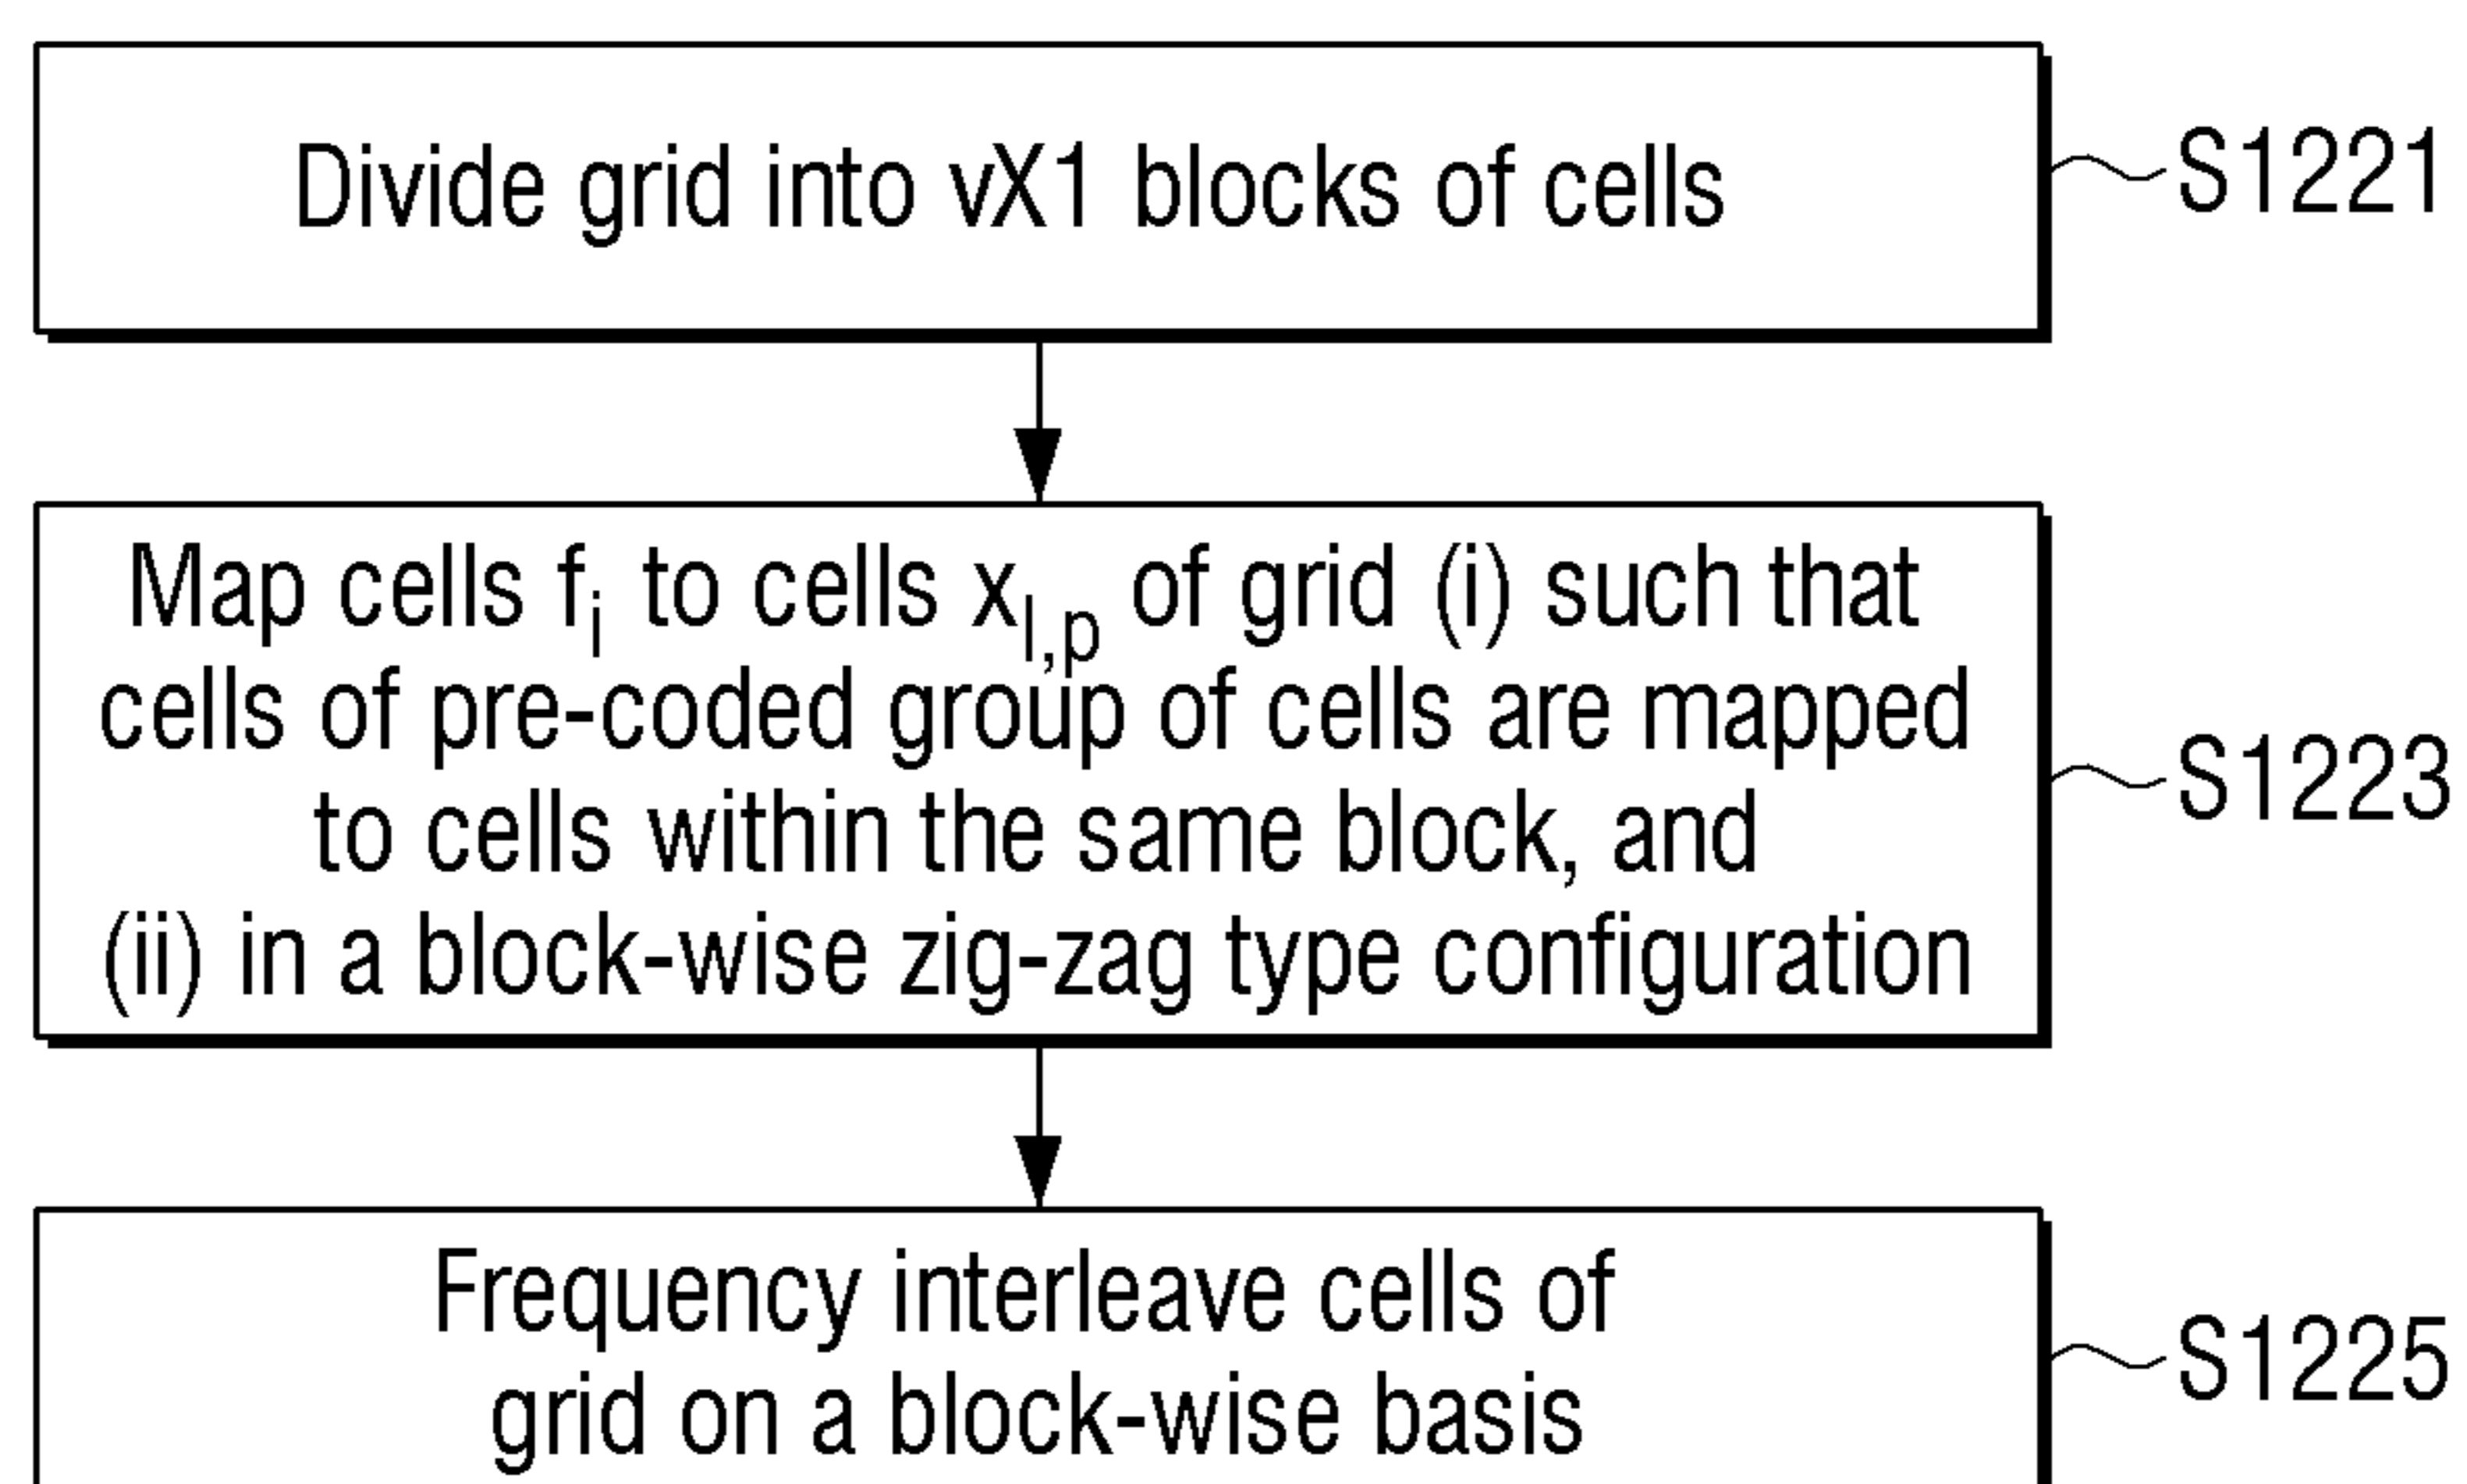 Divide grid into vX1 blocks of cells
S1221
Map cells f_i to cells x_l,p of grid (i) such that
cells of pre-coded group of cells are mapped
to cells within the same block, and
(ii) in a block-wise zig-zag type configuration
S1223
Frequency interleave cells of
grid on a block-wise basis
S1225